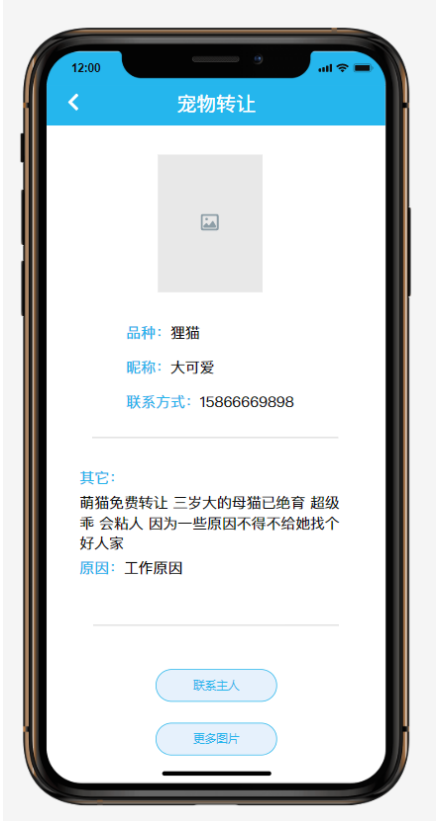 12:00
宠物转让
品种：狸猫
昵称：大可爱
联系方式：15866669898
其它：
萌猫免费转让 三岁大的母猫已绝育 超级
乖 会粘人 因为一些原因不得不给她找个
好人家
原因：工作原因
联系主人
更多图片